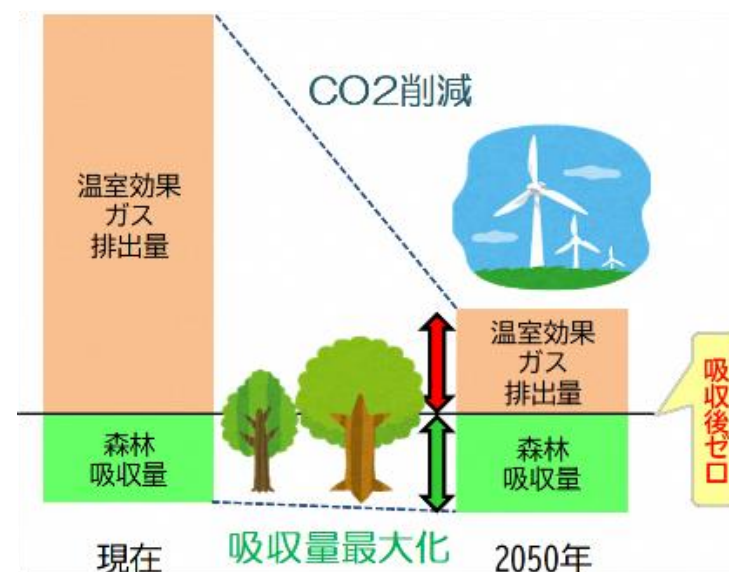 CO2削減
温室効果
ガス
排出量
温室効果
ガス
排出量
吸収後ゼロ
森林
吸収量
森林
吸収量
吸収量最大化
現在
2050年